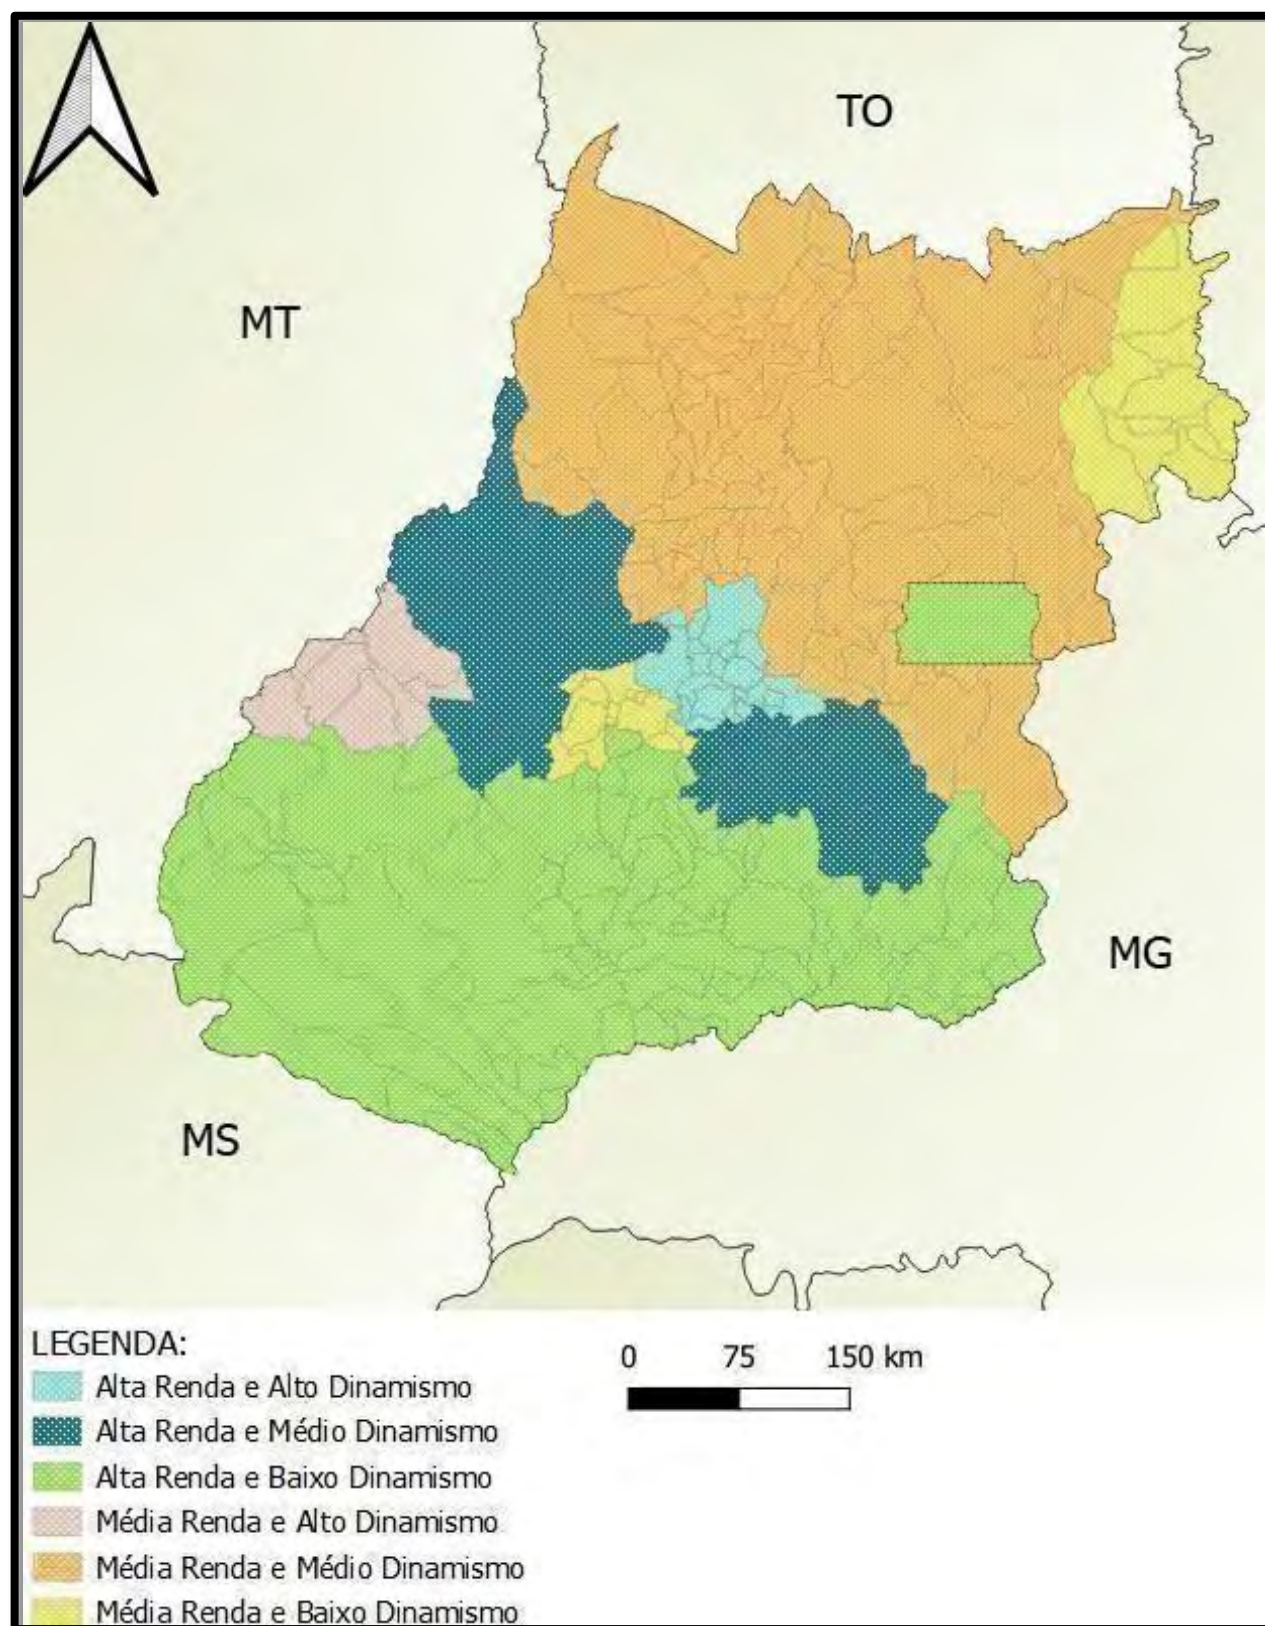 TO
MT
MG
MS
LEGENDA:
0 75 150 km
Alta Renda e Alto Dinamismo
Alta Renda e Médio Dinamismo
Alta Renda e Baixo Dinamismo
Média Renda e Alto Dinamismo
Média Renda e Médio Dinamismo
Média Renda e Baixo Dinamismo